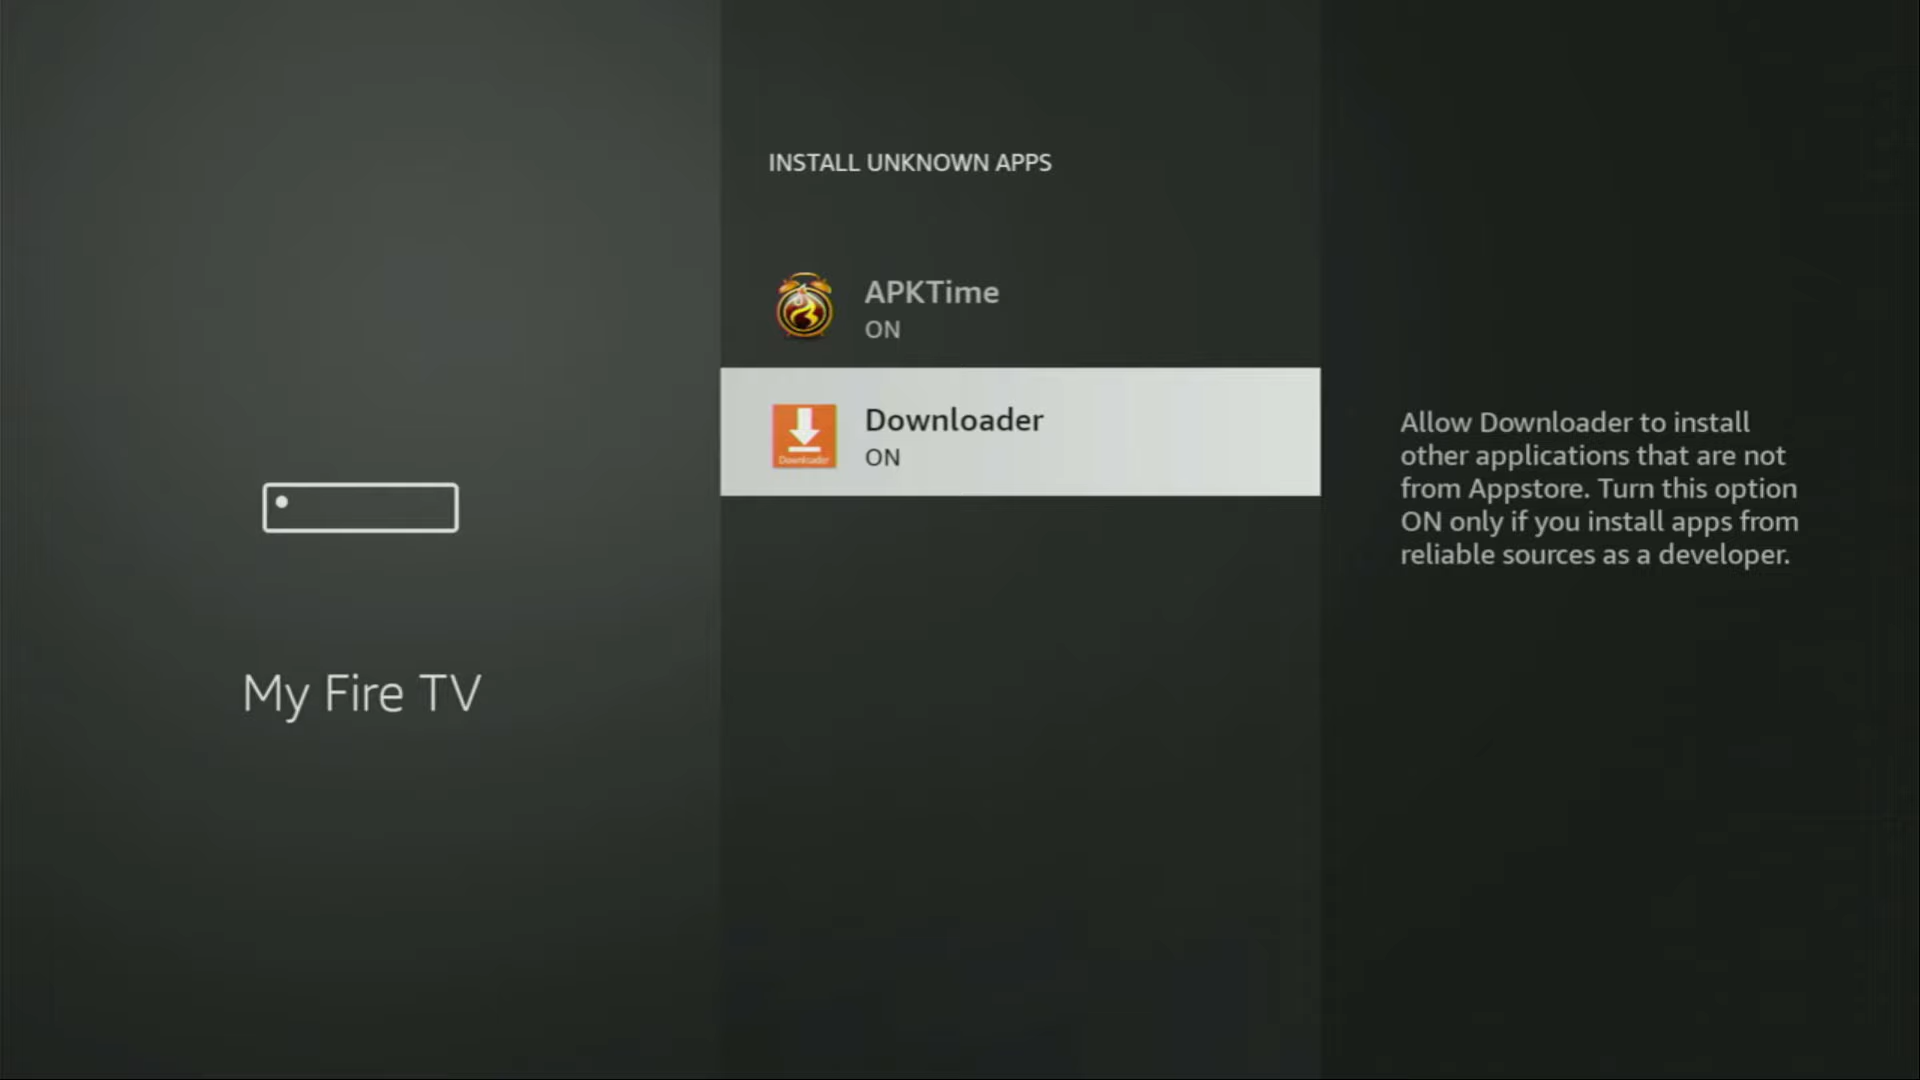 INSTALL UNKNOWN APPS
APKTime
ON
Downloader
Downloader
ON
Allow Downloader to install
other applications that are not
from Appstore. Turn this option
ON only if you install apps from
reliable sources as a developer.
My Fire TV